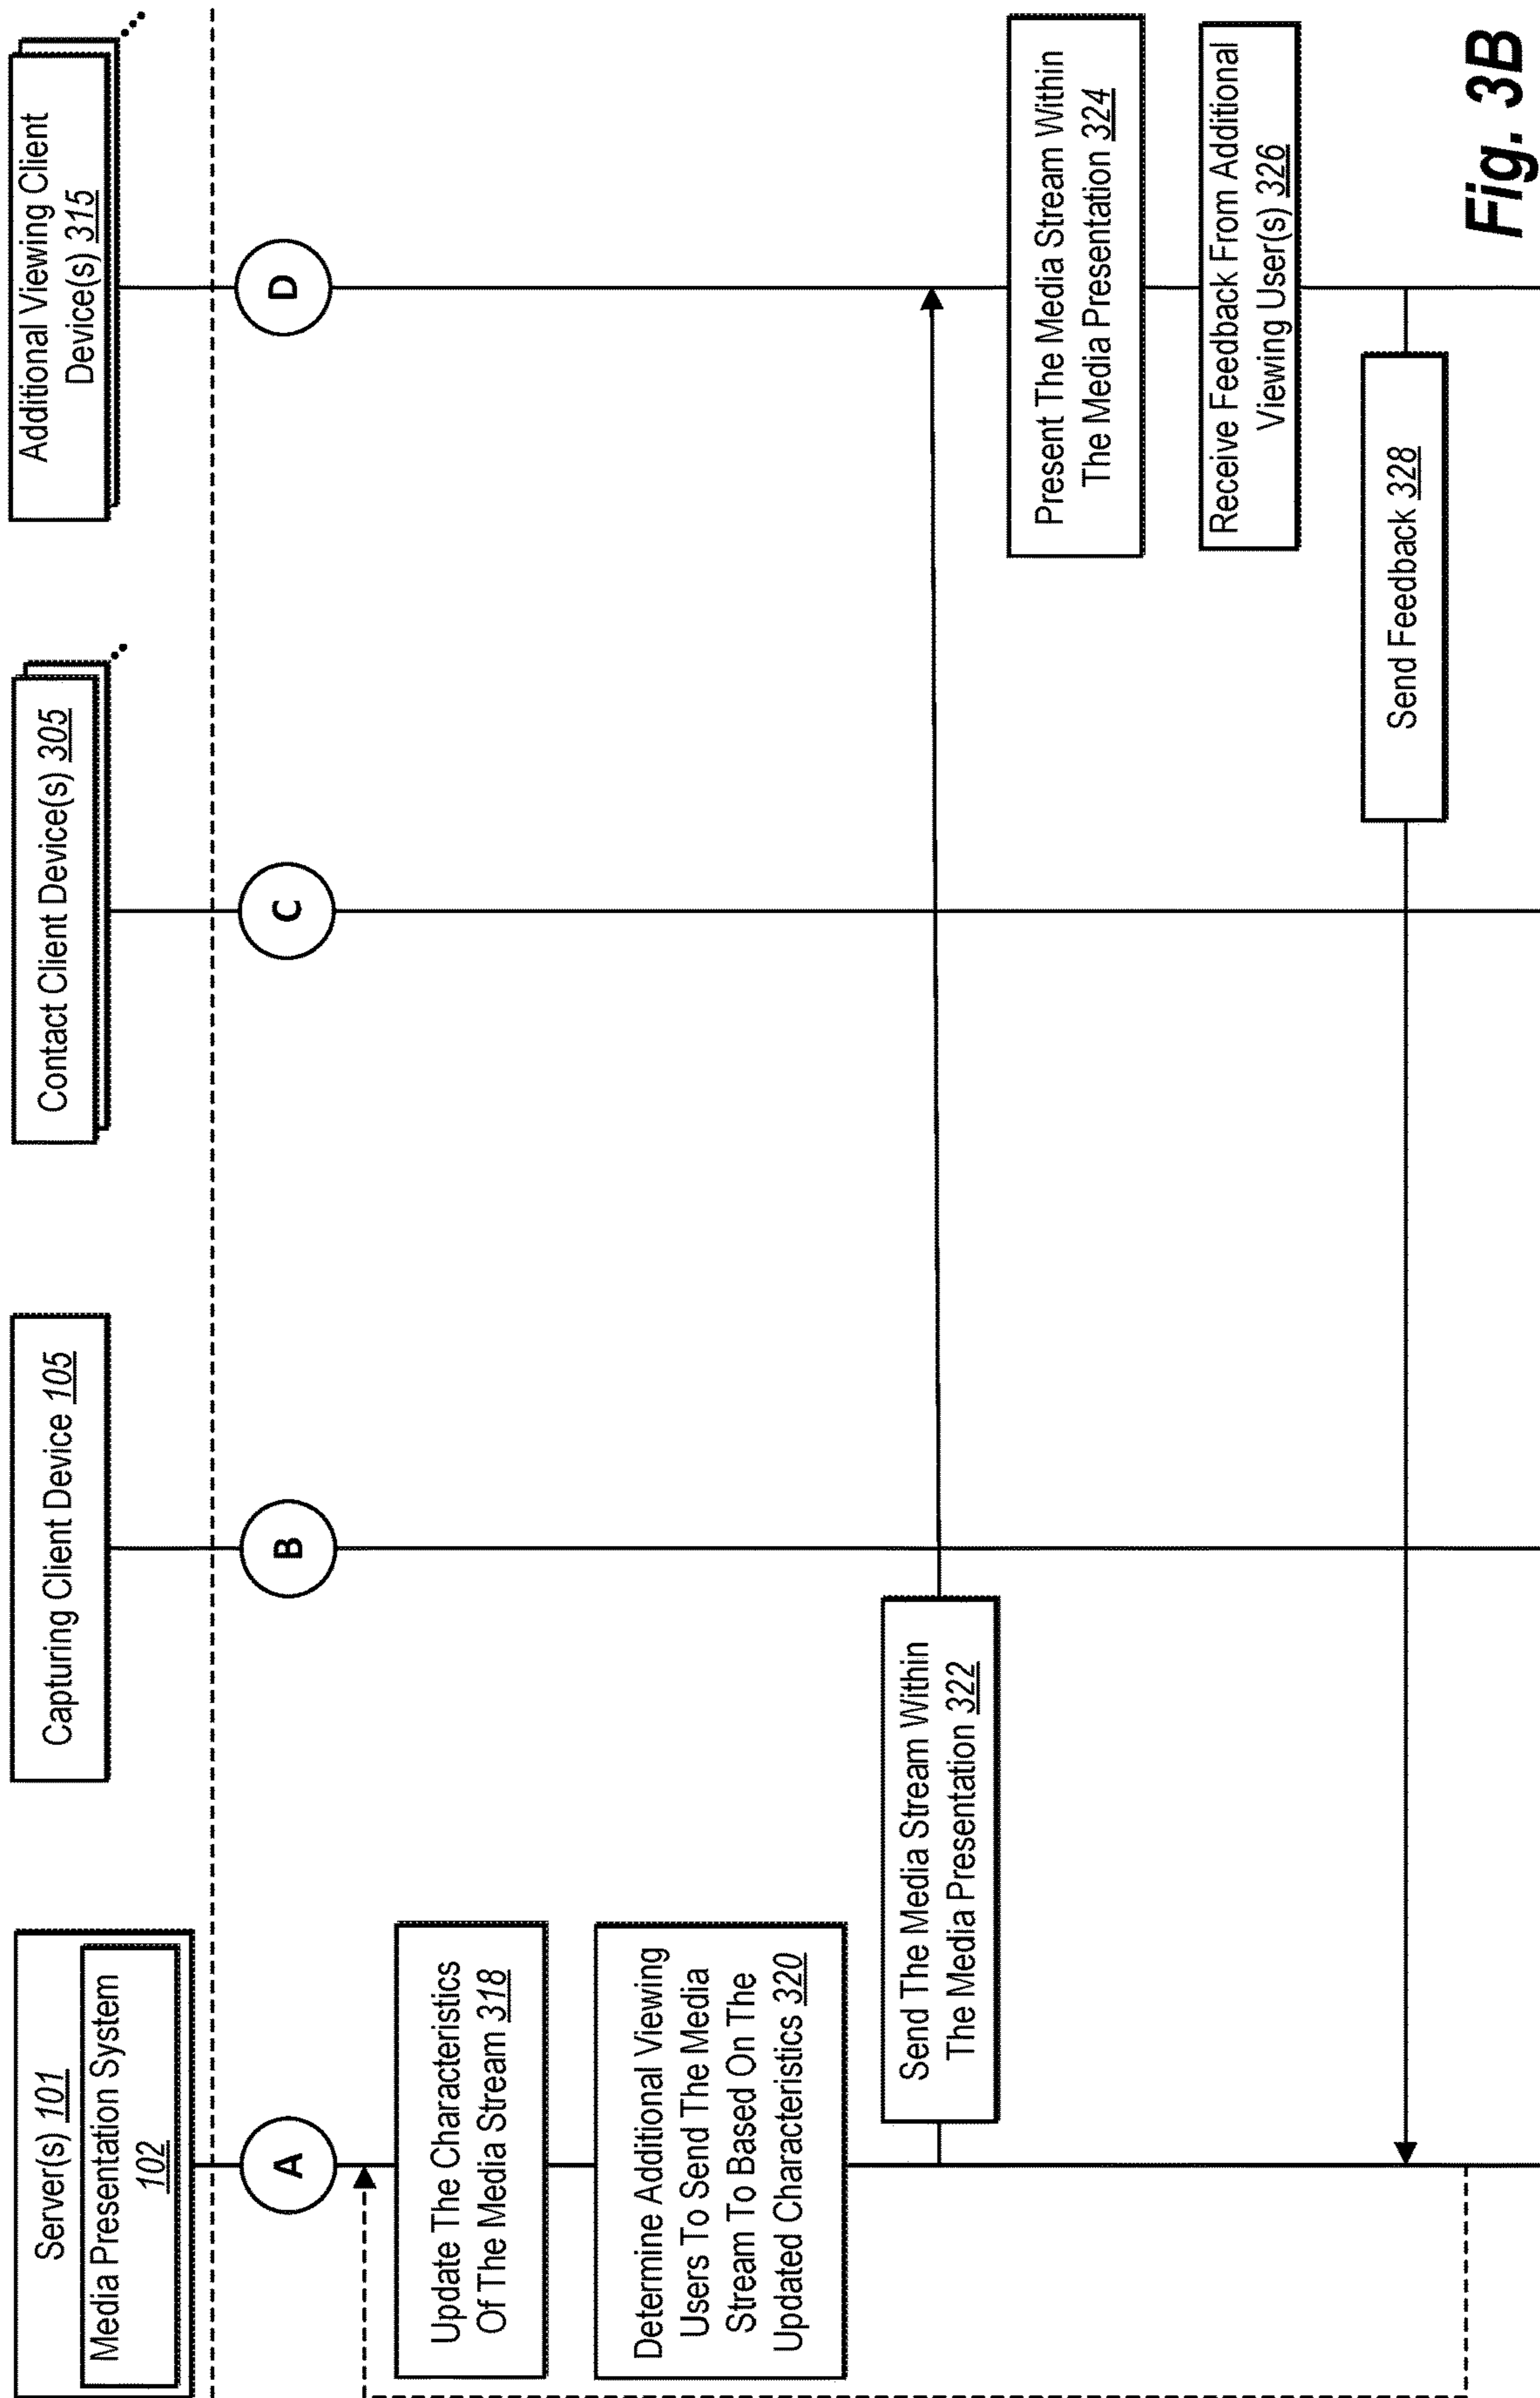 Server(s) 101
Media Presentation System
102
Capturing Client Device 105
Contact Client Device(s) 305
Additional Viewing Client
Device(s) 315
A
B
C
D
Update The Characteristics
Of The Media Stream 318
Determine Additional Viewing
Users To Send The Media
Stream To Based On The
Updated Characteristics 320
Send The Media Stream Within
The Media Presentation 322
Present The Media Stream Within
The Media Presentation 324
Receive Feedback From Additional
Viewing User(s) 326
Send Feedback 328
Fig. 3B